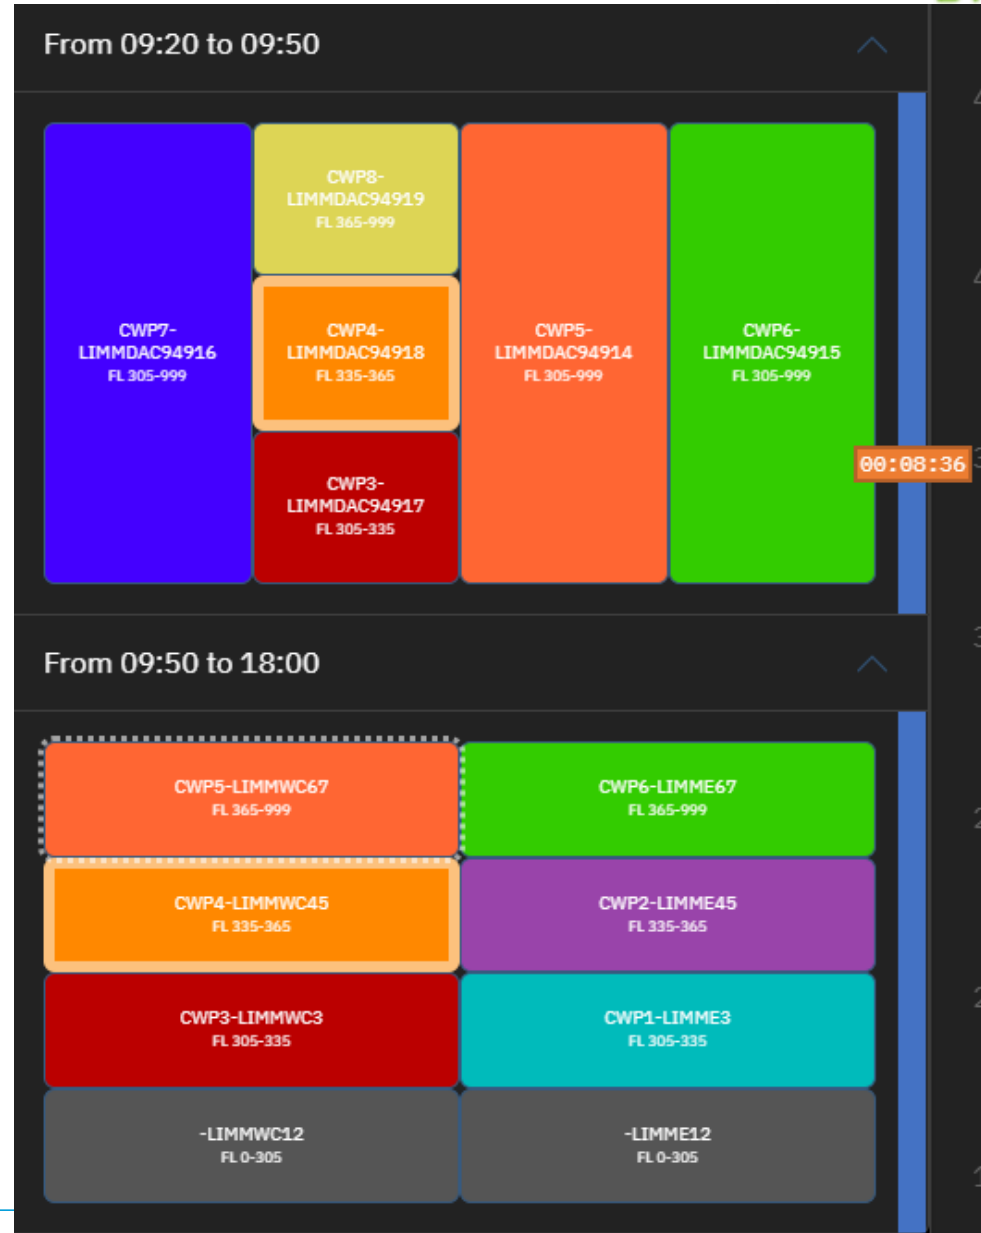 From 09:20 to 09:50
CWP8-
LIMMDAC94919
FL 365-999
CWP7-
LIMMDAC94916
FL 305-999
CWP4-
LIMMDAC94918
FL 335-365
CWP5-
LIMMDAC94914
FL 305-999
CWP6-
LIMMDAC94915
FL 305-999
00:08:36
CWP3-
LIMMDAC94917
FL 305-335
From 09:50 to 18:00
CWP5-LIMMWC67
FL 365-999
CWP6-LIMME67
FL 365-999
CWP4-LIMMWC45
FL 335-365
CWP2-LIMME45
FL 335-365
CWP3-LIMMWC3
FL 305-335
CWP1-LIMME3
FL 305-335
-LIMMWC12
FL 0-305
-LIMME12
FL 0-305